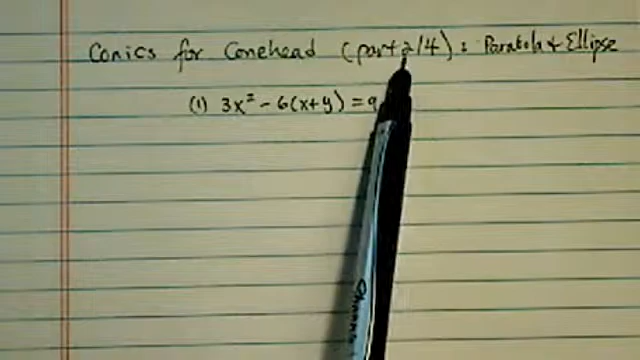 Conics for Conehead (part 2/4) : Parabola & Ellipse
(1) 3x² - 6(x+y) = 9